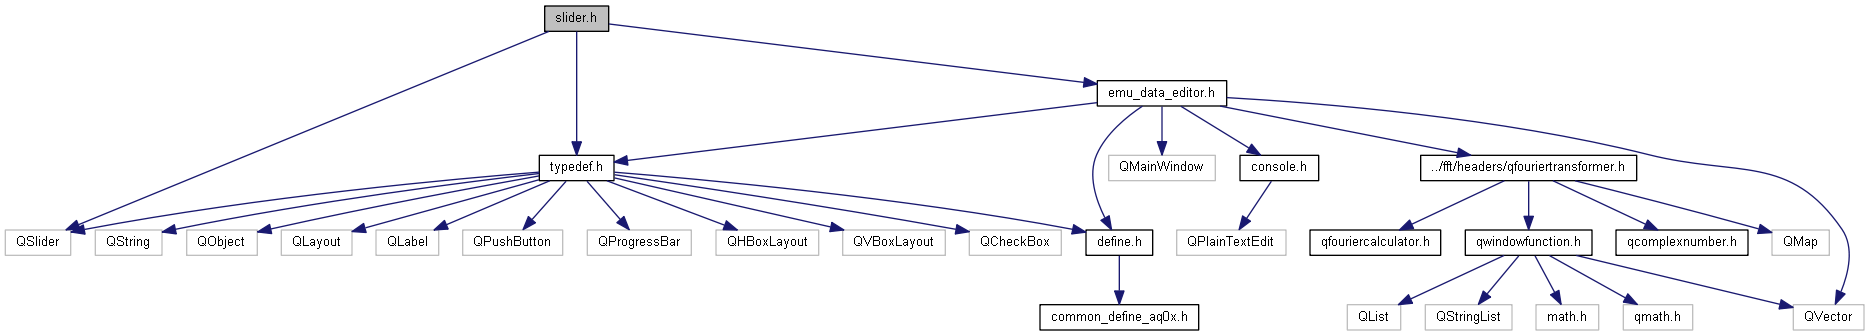 slider.h
emu_data_editor.h
typedef.h
QMainWindow
console.h
../fft/headers/qfouriertransformer.h
QSlider
QString
QObject
QLayout
QLabel
QPushButton
QProgressBar
QHBoxLayout
QVBoxLayout
QCheckBox
define.h
QPlainTextEdit
qfouriercalculator.h
qwindowfunction.h
qcomplexnumber.h
QMap
common_define_aq0x.h
QList
QStringList
math.h
qmath.h
QVector